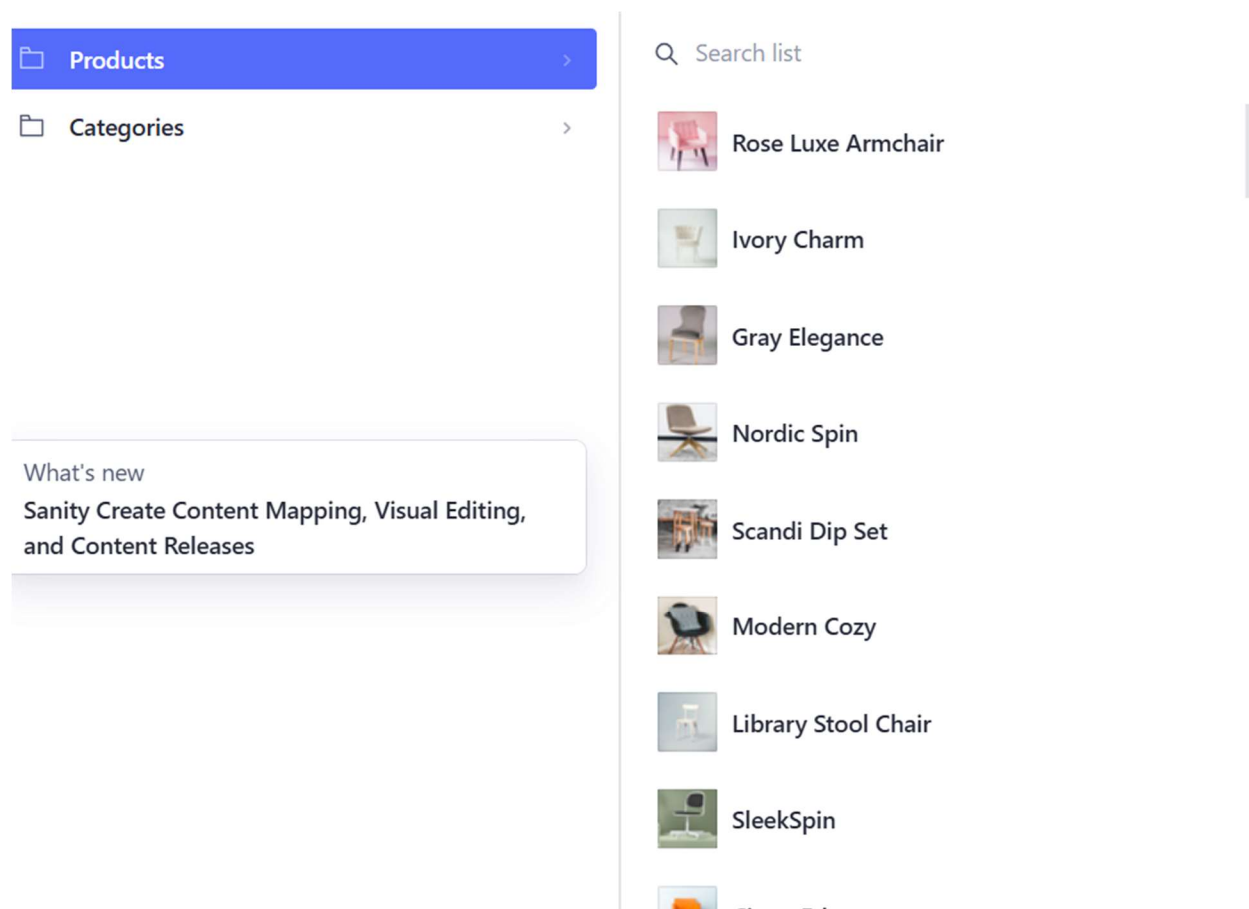 Products
Categories
What's new
Sanity Create Content Mapping, Visual Editing,
and Content Releases
Search list
Rose Luxe Armchair
Ivory Charm
Gray Elegance
Nordic Spin
Scandi Dip Set
Modern Cozy
Library Stool Chair
SleekSpin